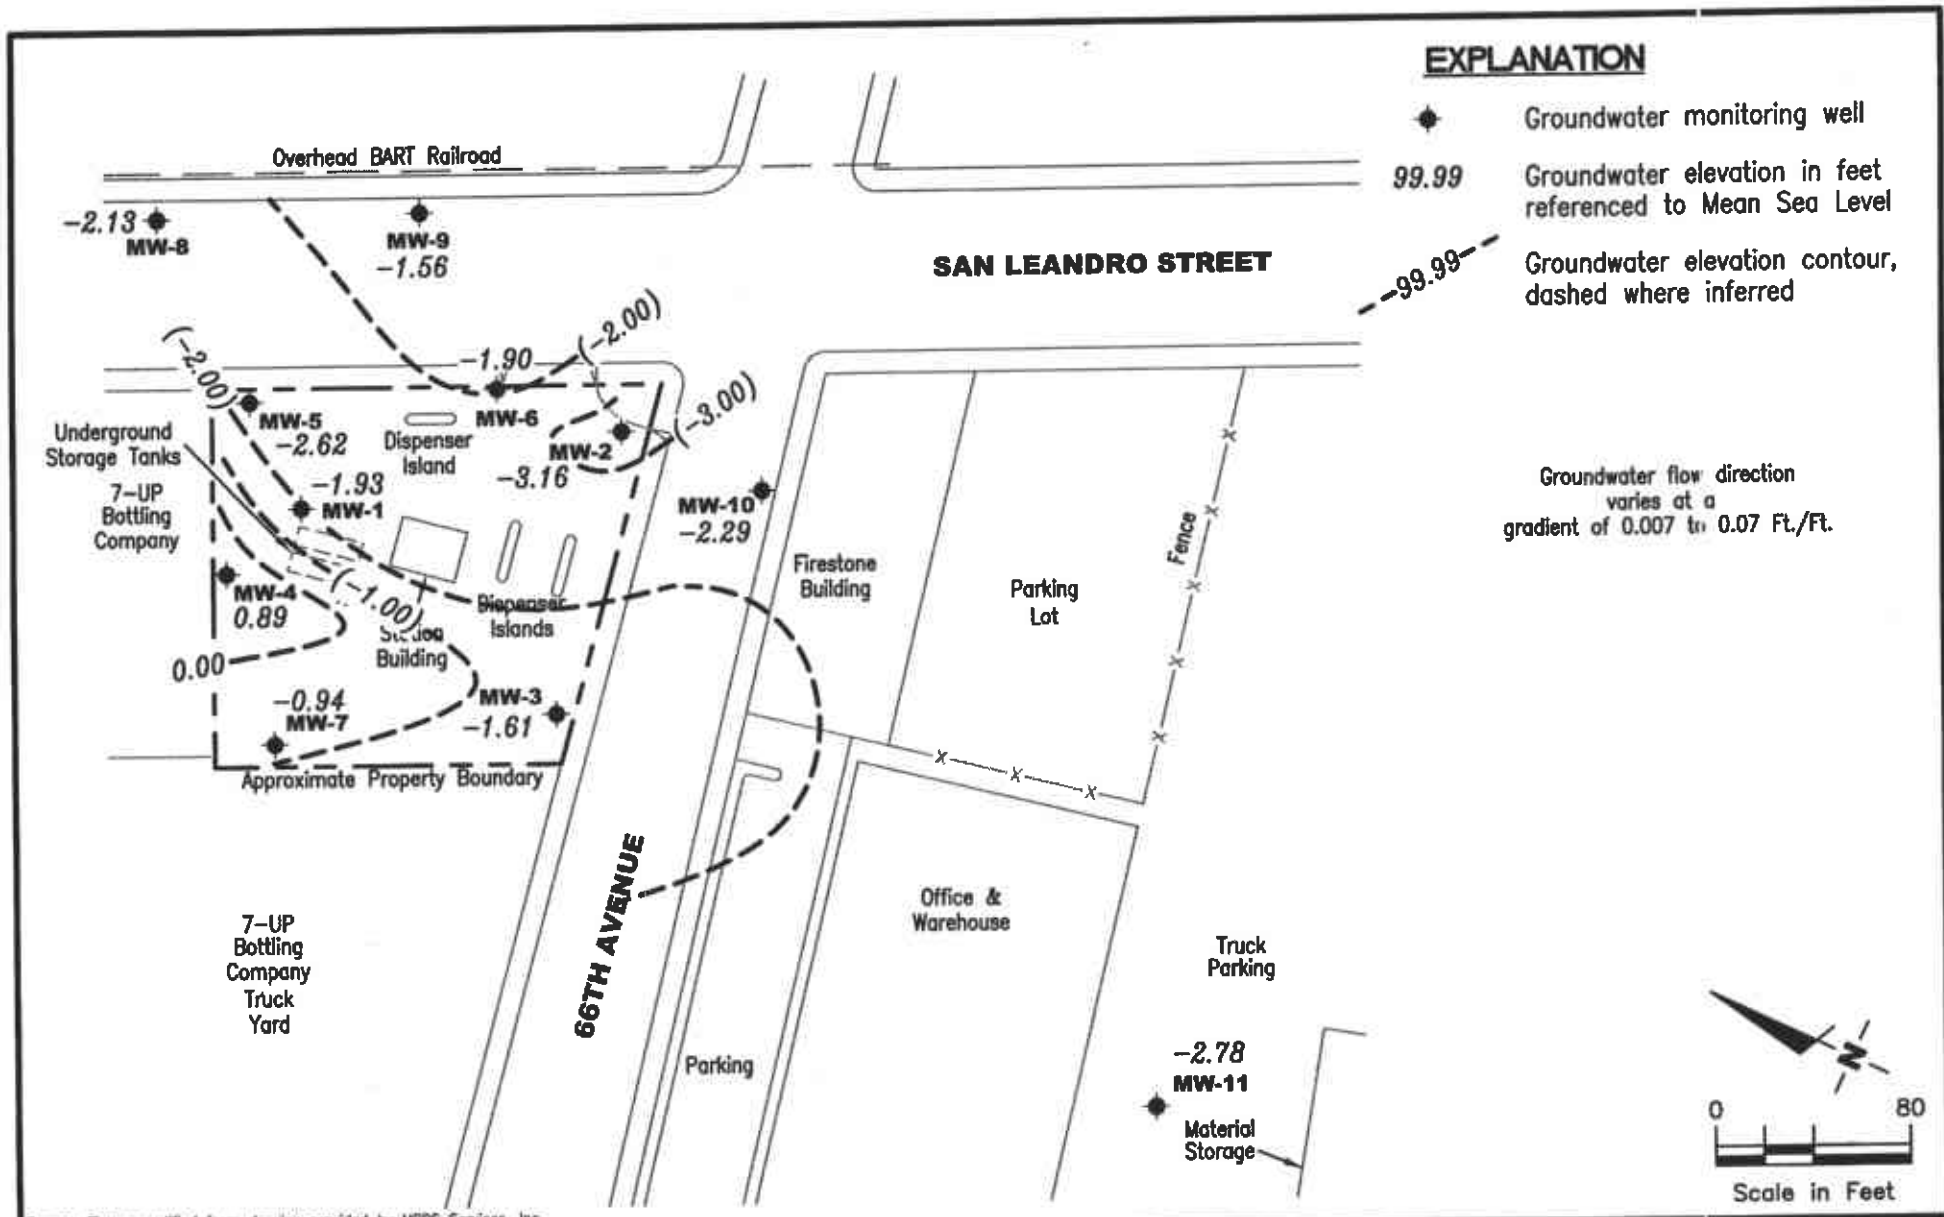 EXPLANATION
Groundwater monitoring well
99.99
Groundwater elevation in feet
referenced to Mean Sea Level
-99.99
Groundwater elevation contour,
dashed where inferred
Overhead BART Railroad
-2.13
MW-8
MW-9
-1.56
SAN LEANDRO STREET
(-2.00)
(-2.00)
-1.90
MW-6
(-3.00)
MW-5
-2.62
Dispenser
Island
MW-2
-3.16
Underground
Storage Tanks
7-UP
Bottling
Company
-1.93
MW-1
MW-10
-2.29
Groundwater flow direction
varies at a
gradient of 0.007 to 0.07 Ft./Ft.
Fence
Firestone
Building
Parking
Lot
MW-4
0.89
(-1.00)
Dispenser
Islands
Station
Building
0.00
-0.94
MW-7
MW-3
-1.61
Approximate Property Boundary
66TH AVENUE
Office &
Warehouse
7-UP
Bottling
Company
Truck
Yard
Truck
Parking
Parking
-2.78
MW-11
Material
Storage
N
0 80
Scale in Feet